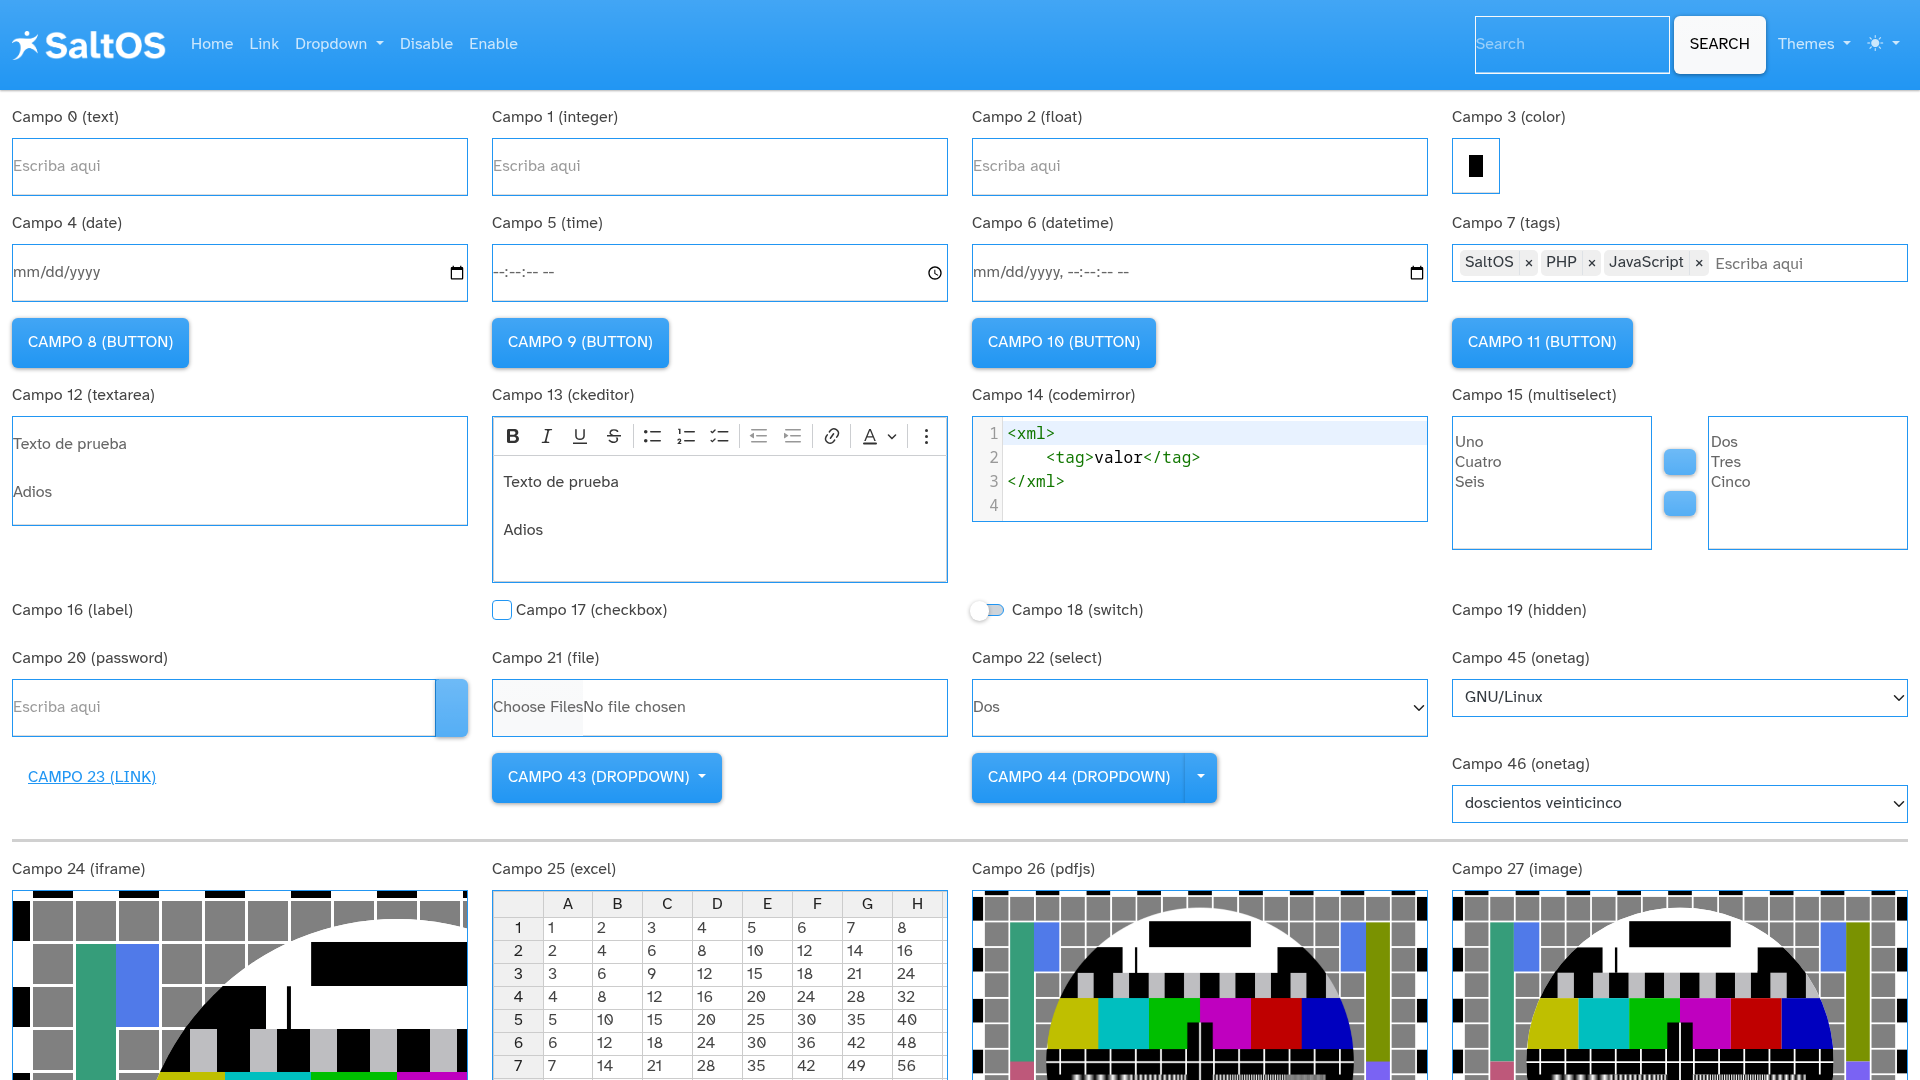 SaltOS
Home Link Dropdown Disable Enable
Search
SEARCH
Themes
Campo 0 (text)
Campo 1 (integer)
Campo 2 (float)
Campo 3 (color)
Escriba aqui
Escriba aqui
Escriba aqui
Campo 4 (date)
Campo 5 (time)
Campo 6 (datetime)
Campo 7 (tags)
mm/dd/yyyy
--:--:-- --
mm/dd/yyyy, --:--:-- --
SaltOS × PHP × JavaScript × Escriba aqui
CAMPO 8 (BUTTON)
CAMPO 9 (BUTTON)
CAMPO 10 (BUTTON)
CAMPO 11 (BUTTON)
Campo 12 (textarea)
Campo 13 (ckeditor)
Campo 14 (codemirror)
Campo 15 (multiselect)
Texto de prueba
Adios
B I U S A
Texto de prueba
Adios
1 <xml>
2     <tag>valor</tag>
3 </xml>
4
Uno
Cuatro
Seis
Dos
Tres
Cinco
Campo 16 (label)
Campo 17 (checkbox)
Campo 18 (switch)
Campo 19 (hidden)
Campo 20 (password)
Campo 21 (file)
Campo 22 (select)
Campo 45 (onetag)
Escriba aqui
Choose Files No file chosen
Dos
GNU/Linux
CAMPO 23 (LINK)
CAMPO 43 (DROPDOWN)
CAMPO 44 (DROPDOWN)
Campo 46 (onetag)
doscientos veinticinco
Campo 24 (iframe)
Campo 25 (excel)
Campo 26 (pdfjs)
Campo 27 (image)
A B C D E F G H
1 1 2 3 4 5 6 7 8
2 2 4 6 8 10 12 14 16
3 3 6 9 12 15 18 21 24
4 4 8 12 16 20 24 28 32
5 5 10 15 20 25 30 35 40
6 6 12 18 24 30 36 42 48
7 7 14 21 28 35 42 49 56